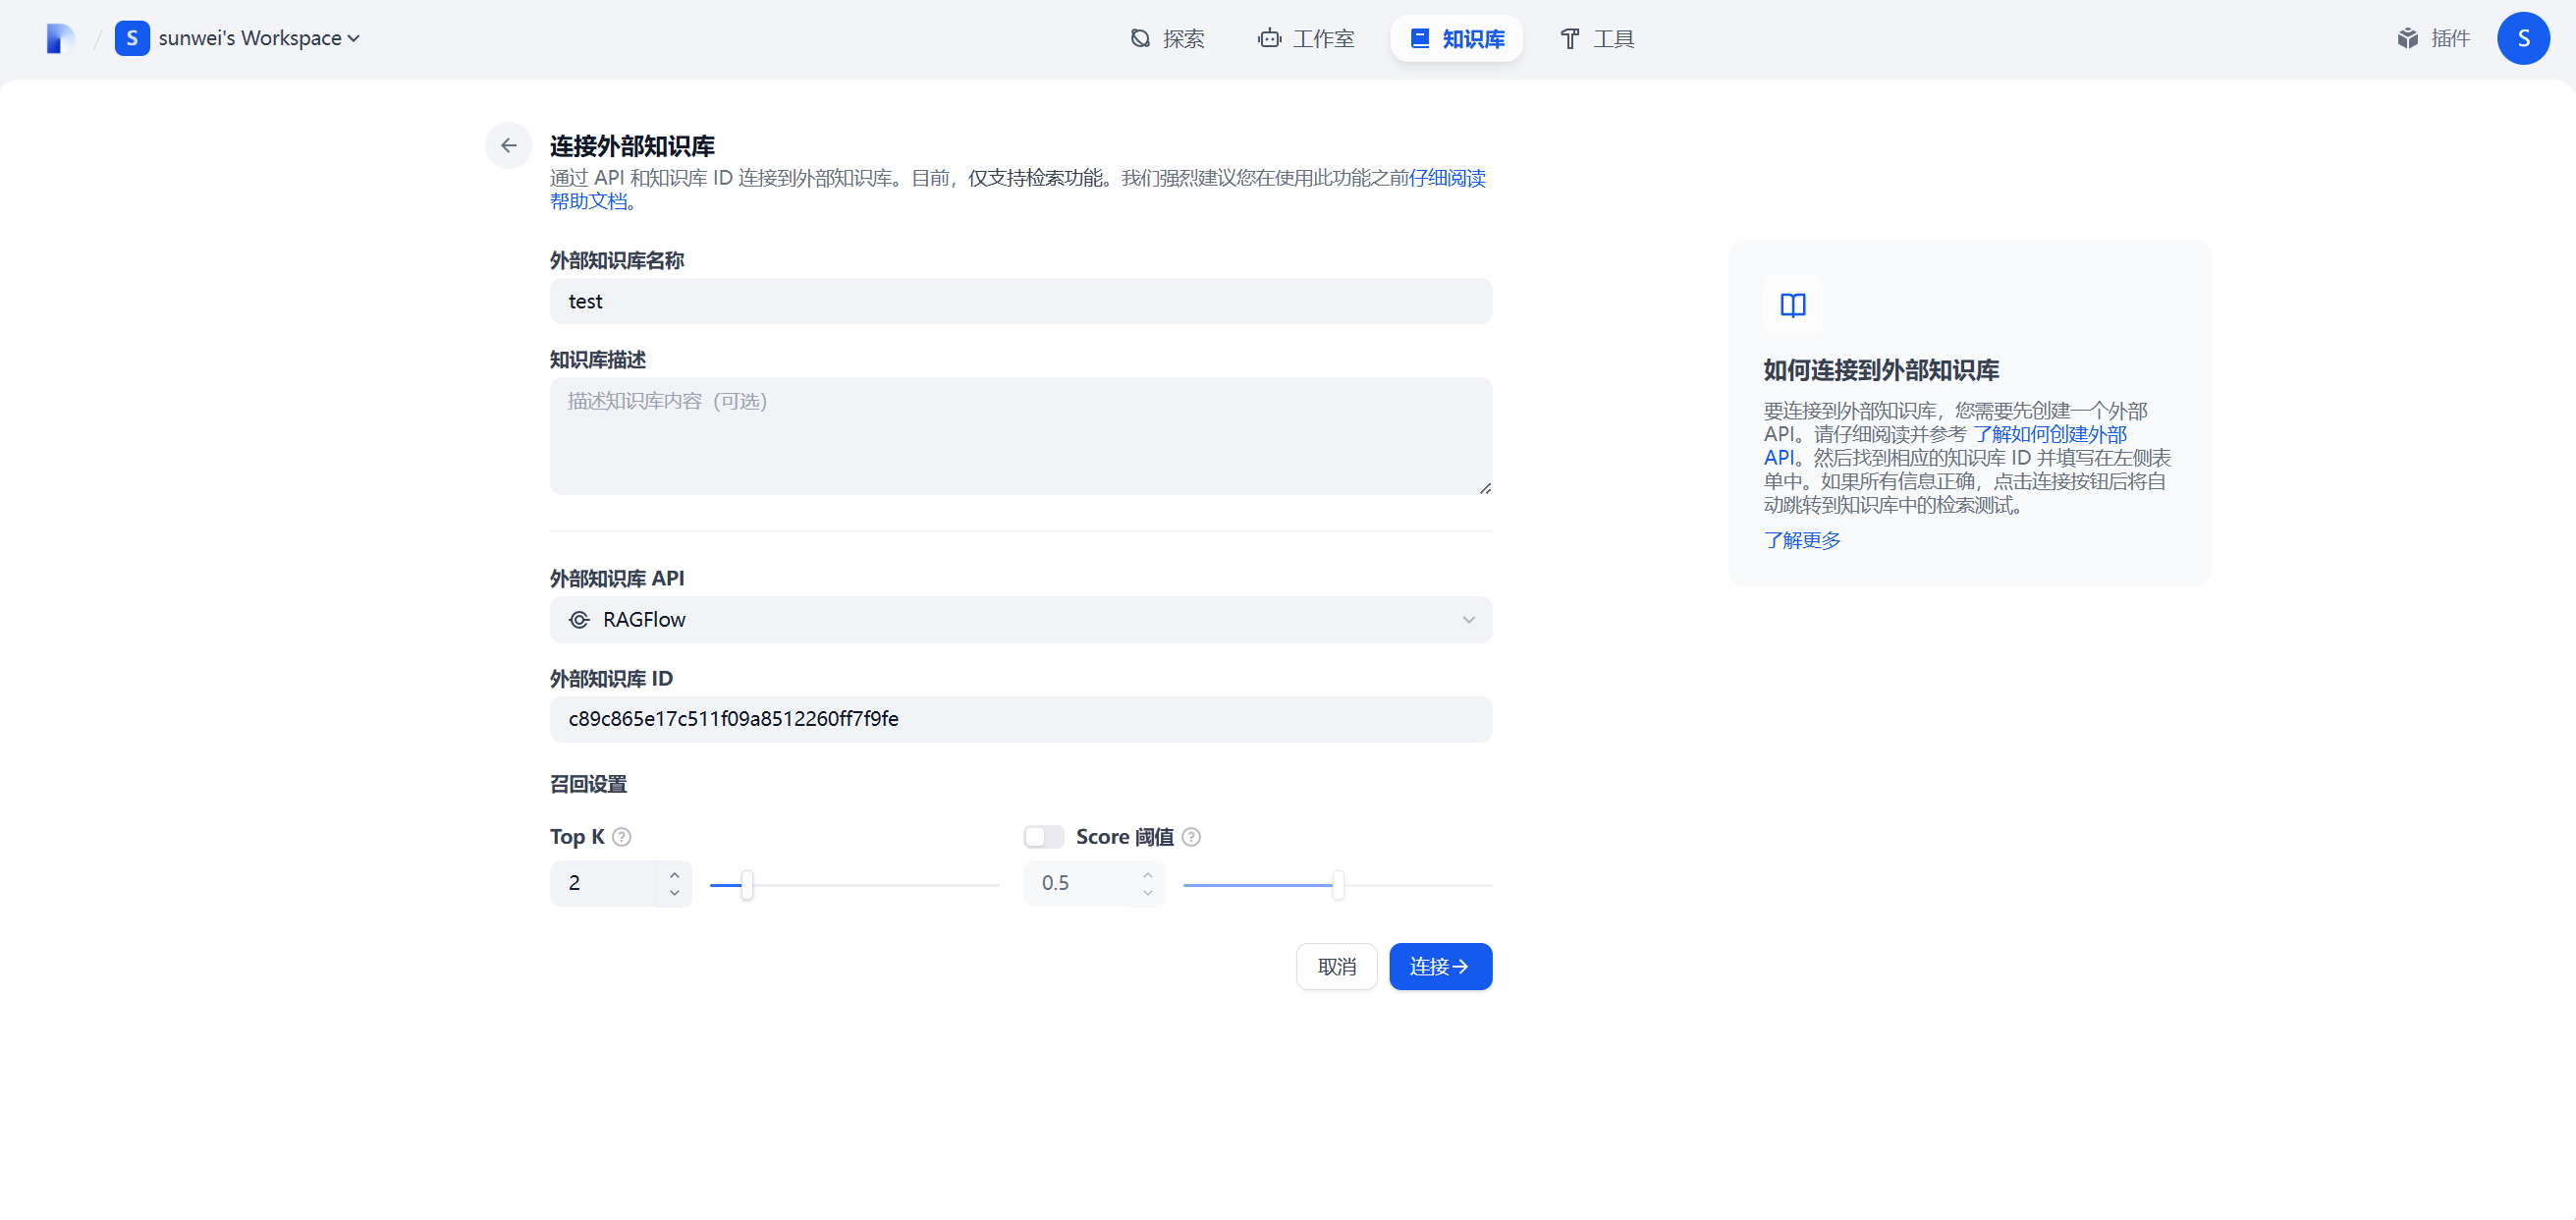 S sunwei's Workspace
探索
工作室
知识库
工具
插件
S
连接外部知识库
通过 API 和知识库 ID 连接到外部知识库。目前，仅支持检索功能。我们强烈建议您在使用此功能之前仔细阅读
帮助文档。
外部知识库名称
test
知识库描述
描述知识库内容（可选）
外部知识库 API
RAGFlow
外部知识库 ID
c89c865e17c511f09a8512260ff7f9fe
召回设置
Top K
2
Score 阈值
0.5
取消
连接
如何连接到外部知识库
要连接到外部知识库，您需要先创建一个外部
API。请仔细阅读并参考 了解如何创建外部
API。然后找到相应的知识库 ID 并填写在左侧表
单中。如果所有信息正确，点击连接按钮后将自
动跳转到知识库中的检索测试。
了解更多